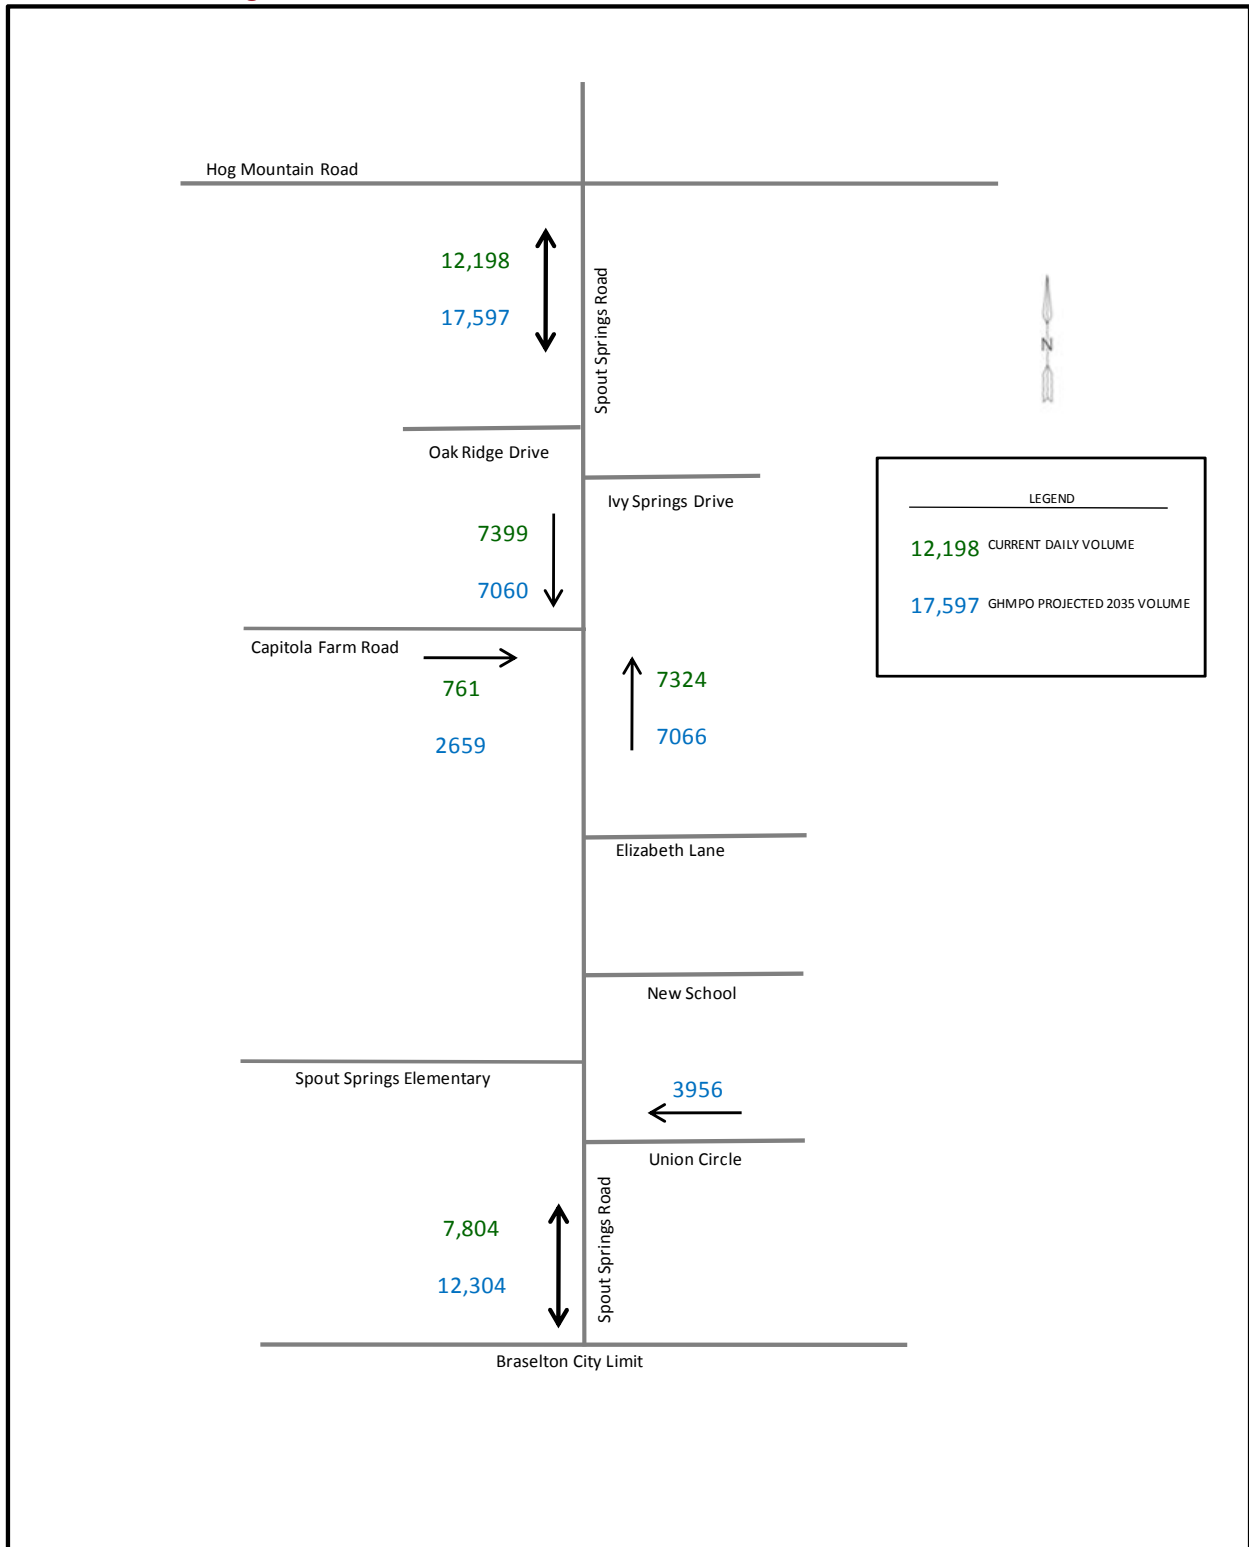 Hog Mountain Road
12,198
17,597
Spout Springs Road
N
Oak Ridge Drive
Ivy Springs Drive
LEGEND
12,198 CURRENT DAILY VOLUME
17,597 GHMPO PROJECTED 2035 VOLUME
7399
7060
Capitola Farm Road
761
2659
7324
7066
Elizabeth Lane
New School
Spout Springs Elementary
3956
Union Circle
7,804
12,304
Spout Springs Road
Braselton City Limit